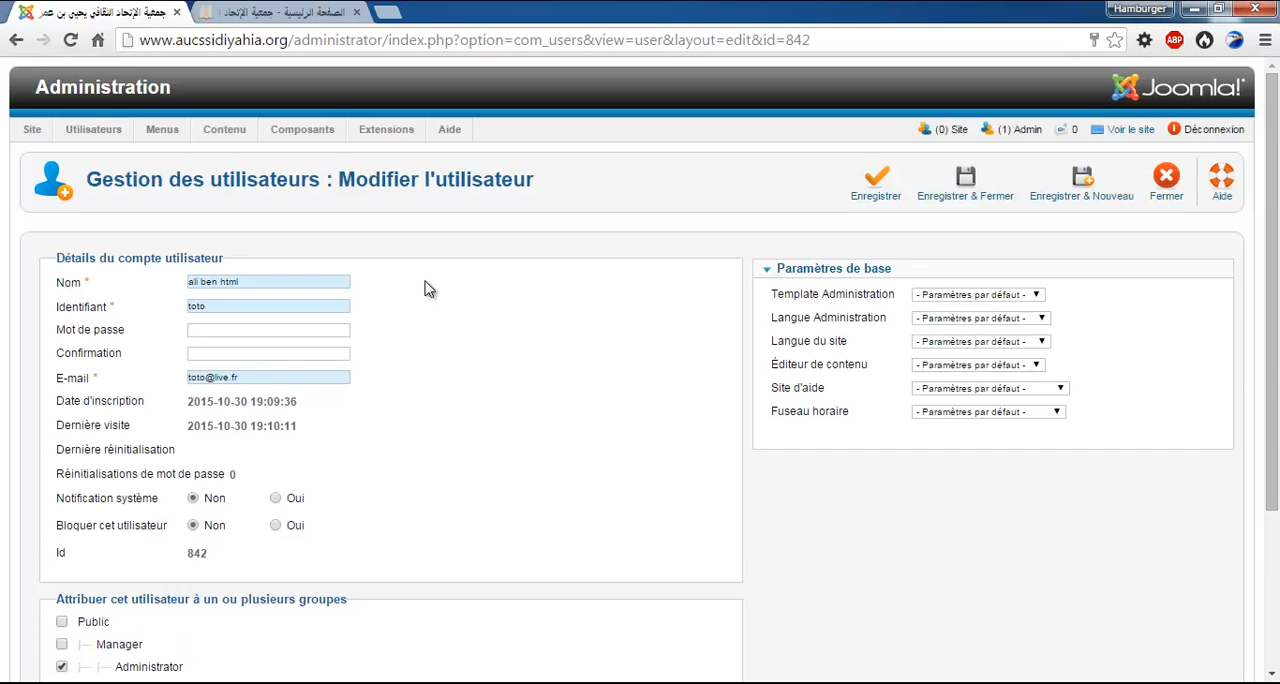 جمعية الإتحاد الثقافي يحيي بن عمر
الصفحة الرئيسية - جمعية الإتحاد
Hamburger
www.aucssidiyahia.org/administrator/index.php?option=com_users&view=user&layout=edit&id=842
ABP
Administration
Joomla!
Site Utilisateurs Menus Contenu Composants Extensions Aide
(0) Site (1) Admin 0 Voir le site Déconnexion
Gestion des utilisateurs : Modifier l'utilisateur
Enregistrer Enregistrer & Fermer Enregistrer & Nouveau Fermer Aide
Détails du compte utilisateur
Nom * ali ben html
Identifiant * toto
Mot de passe
Confirmation
E-mail * toto@live.fr
Date d'inscription 2015-10-30 19:09:36
Dernière visite 2015-10-30 19:10:11
Dernière réinitialisation
Réinitialisations de mot de passe 0
Notification système Non Oui
Bloquer cet utilisateur Non Oui
Id 842
Attribuer cet utilisateur à un ou plusieurs groupes
Public
|— Manager
|— |— Administrator
Paramètres de base
Template Administration - Paramètres par défaut -
Langue Administration - Paramètres par défaut -
Langue du site - Paramètres par défaut -
Éditeur de contenu - Paramètres par défaut -
Site d'aide - Paramètres par défaut -
Fuseau horaire - Paramètres par défaut -